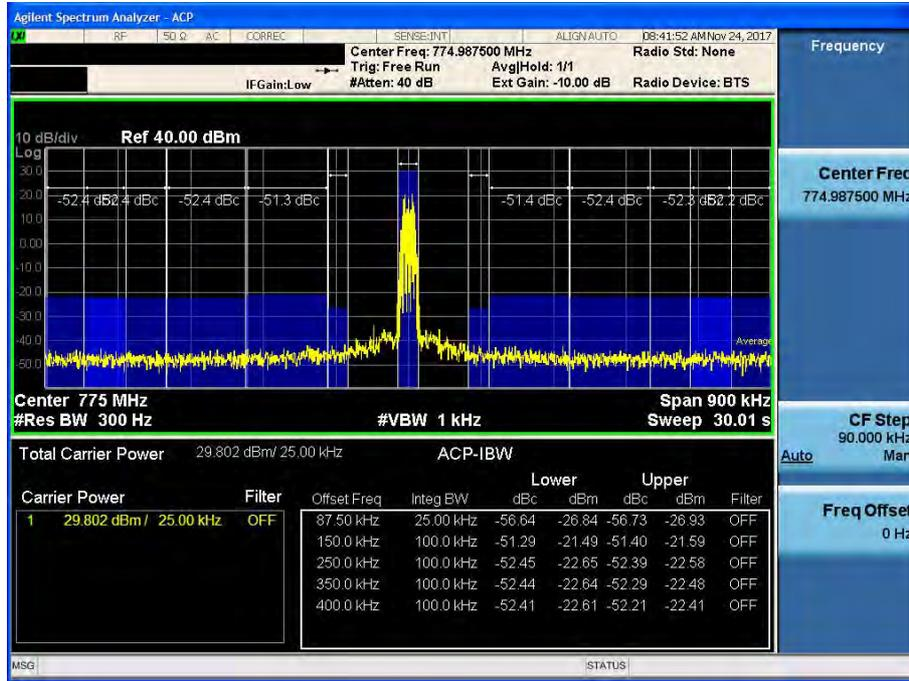 Agilent Spectrum Analyzer - ACP
RF 50 Ω AC CORREC SENSE:INT ALIGN AUTO 08:41:52 AM Nov 24, 2017
Center Freq: 774.987500 MHz Radio Std: None
Trig: Free Run Avg|Hold: 1/1
IFGain:Low #Atten: 40 dB Ext Gain: -10.00 dB Radio Device: BTS
10 dB/div Ref 40.00 dBm
Log
30.0
20.0
-52.4 dBc -52.4 dBc -51.3 dBc -51.4 dBc -52.4 dBc -52.2 dBc
10.0
0.00
-10.0
-20.0
-30.0
-40.0
Average
-50.0
Center 775 MHz Span 900 kHz
#Res BW 300 Hz #VBW 1 kHz Sweep 30.01 s
Total Carrier Power 29.802 dBm/ 25.00 kHz ACP-IBW
Lower Upper
Carrier Power Filter Offset Freq Integ BW dBc dBm dBc dBm Filter
1 29.802 dBm / 25.00 kHz OFF 87.50 kHz 25.00 kHz -56.64 -26.84 -56.73 -26.93 OFF
150.0 kHz 100.0 kHz -51.29 -21.49 -51.40 -21.59 OFF
250.0 kHz 100.0 kHz -52.45 -22.65 -52.39 -22.58 OFF
350.0 kHz 100.0 kHz -52.44 -22.64 -52.29 -22.48 OFF
400.0 kHz 100.0 kHz -52.41 -22.61 -52.21 -22.41 OFF
MSG STATUS
Frequency
Center Freq
774.987500 MHz
CF Step
90.000 kHz
Auto Man
Freq Offset
0 Hz